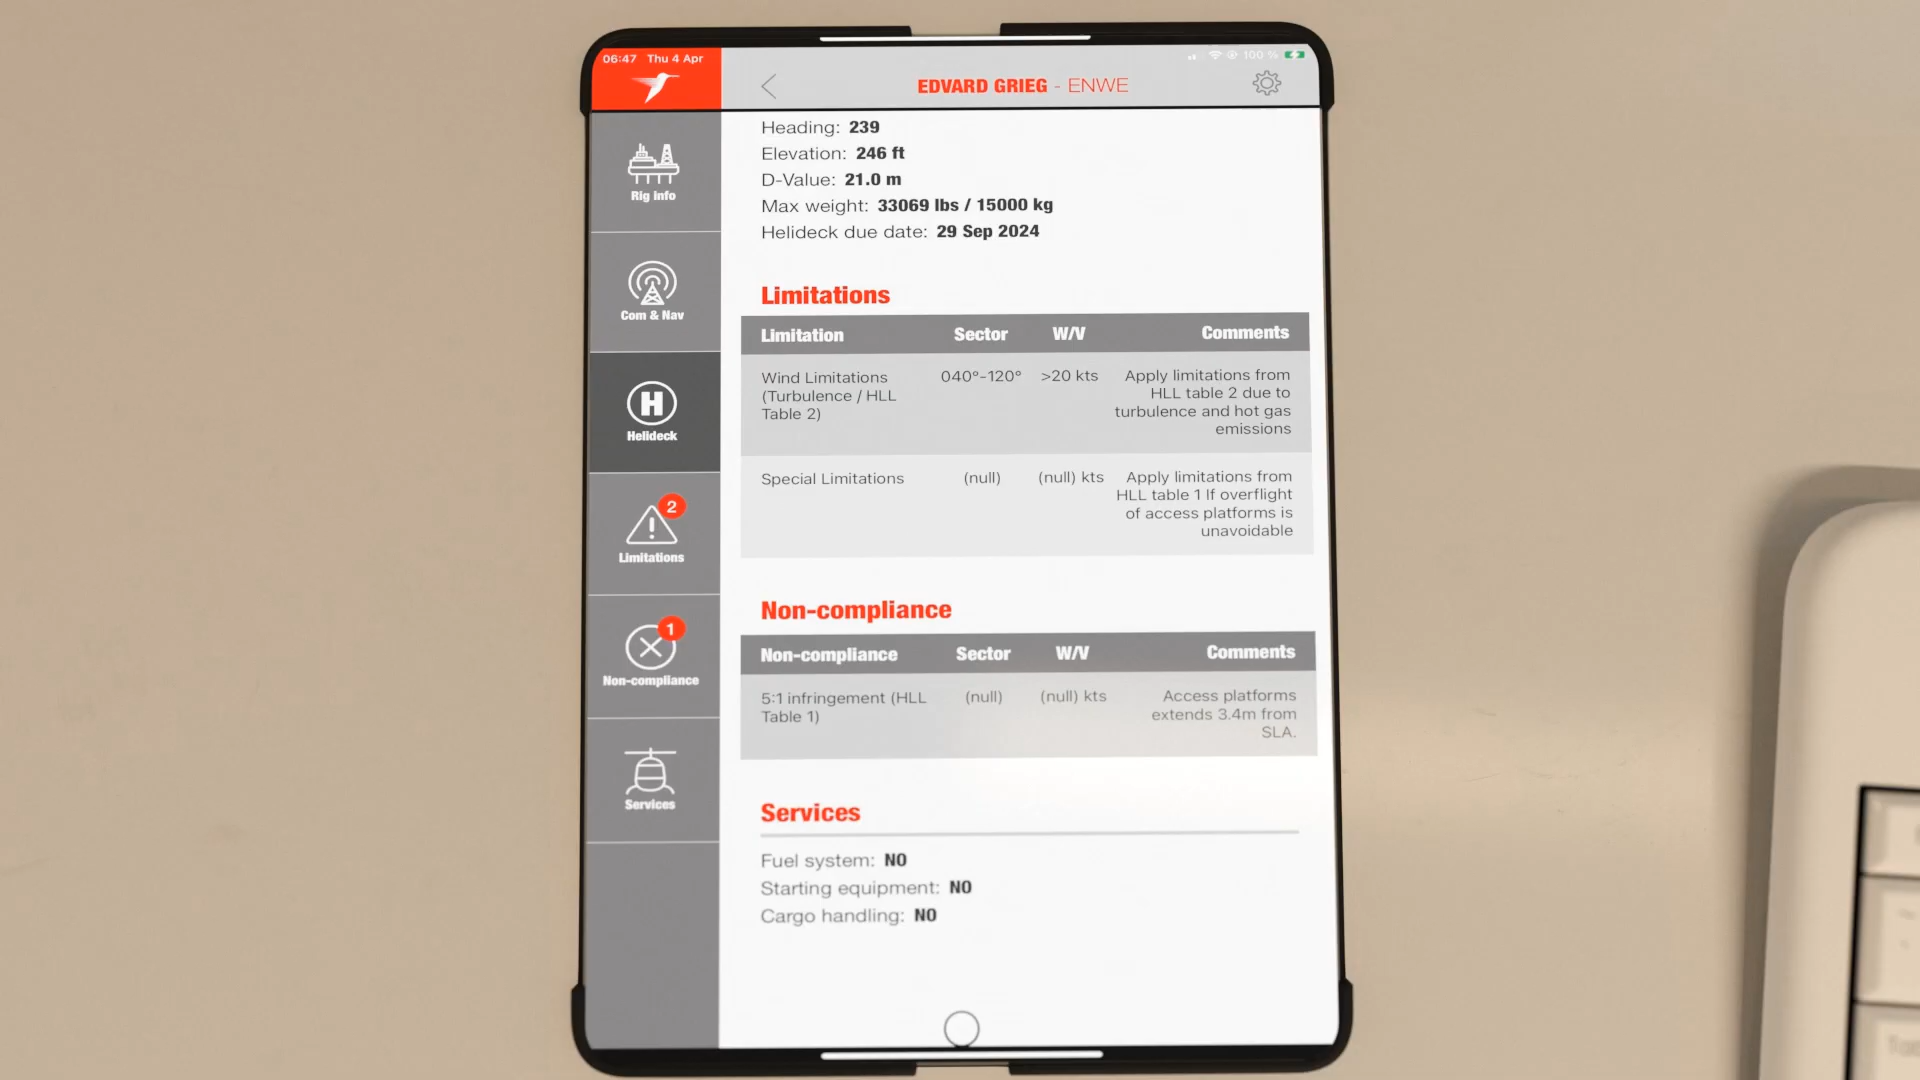 06:47 Thu 4 Apr
100 %
EDVARD GRIEG - ENWE
Rig Info
Com & Nav
Helideck
2
Limitations
1
Non-compliance
Services
Heading: 239
Elevation: 246 ft
D-Value: 21.0 m
Max weight: 33069 lbs / 15000 kg
Helideck due date: 29 Sep 2024
Limitations
Limitation Sector W/V Comments
Wind Limitations (Turbulence / HLL Table 2) 040°-120° >20 kts Apply limitations from HLL table 2 due to turbulence and hot gas emissions
Special Limitations (null) (null) kts Apply limitations from HLL table 1 If overflight of access platforms is unavoidable
Non-compliance
Non-compliance Sector W/V Comments
5:1 infringement (HLL Table 1) (null) (null) kts Access platforms extends 3.4m from SLA.
Services
Fuel system: NO
Starting equipment: NO
Cargo handling: NO